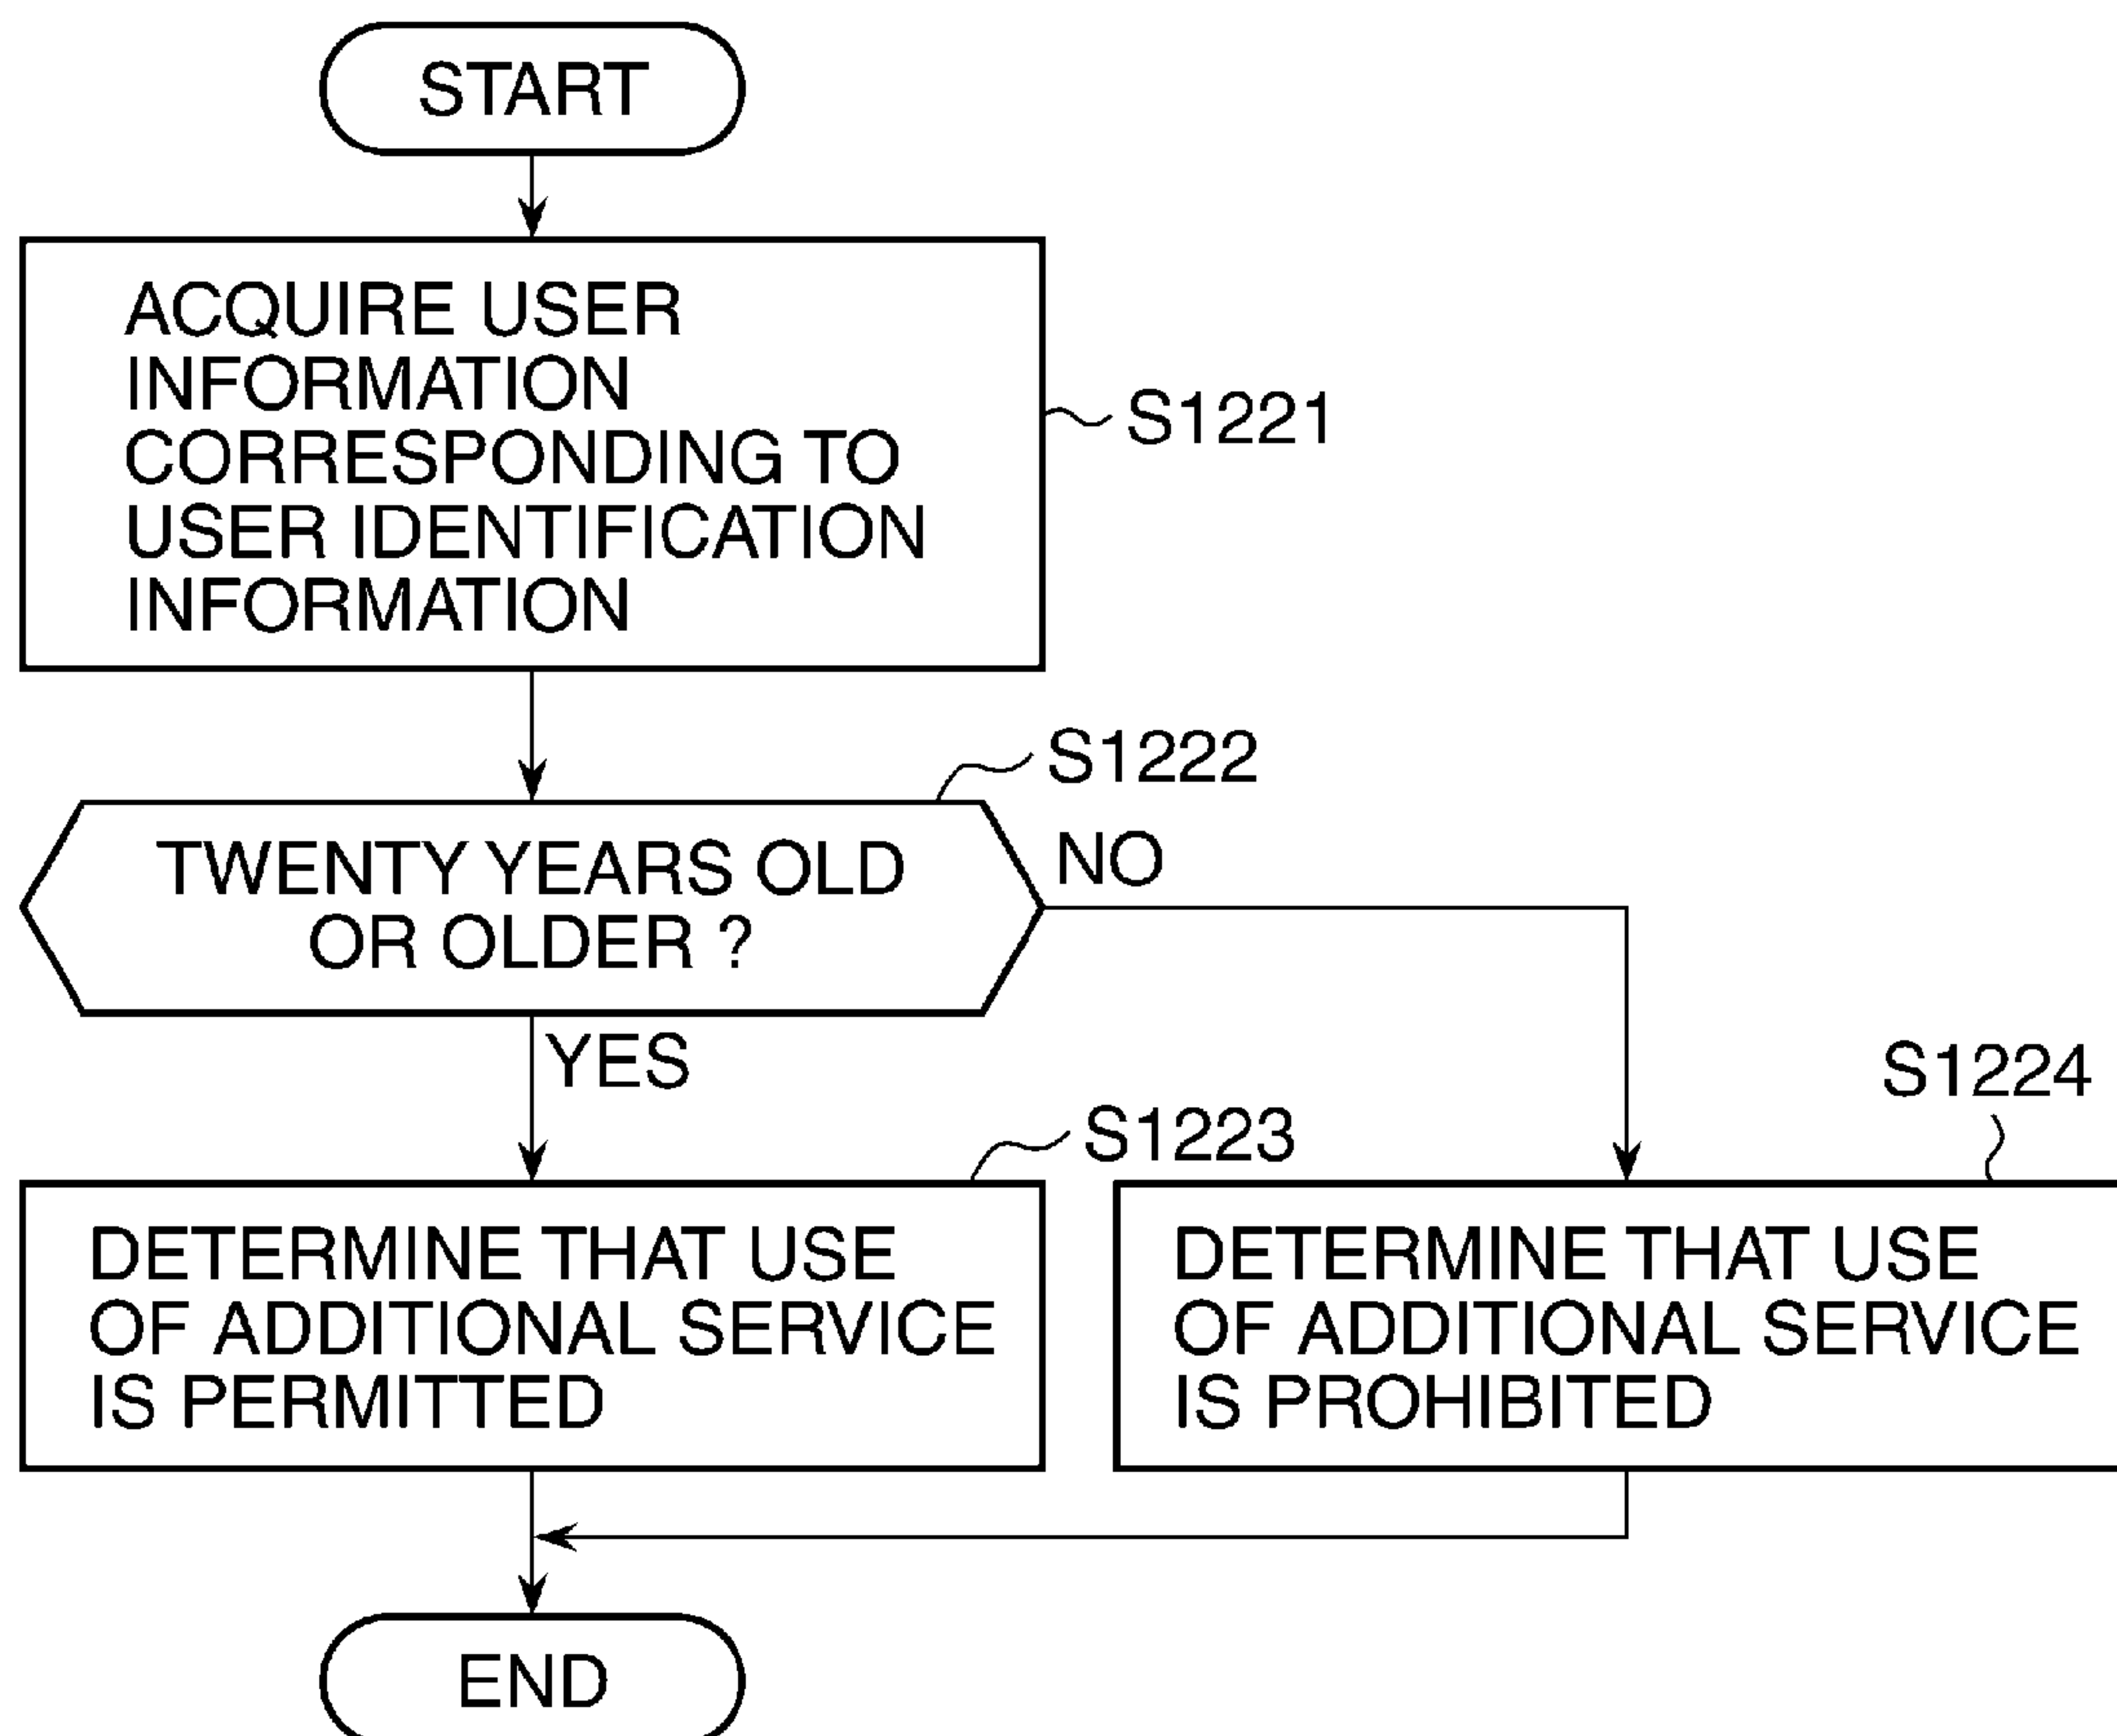 START
ACQUIRE USER
INFORMATION
CORRESPONDING TO
USER IDENTIFICATION
INFORMATION
S1221
S1222
TWENTY YEARS OLD
OR OLDER ?
NO
YES
S1223
DETERMINE THAT USE
OF ADDITIONAL SERVICE
IS PERMITTED
S1224
DETERMINE THAT USE
OF ADDITIONAL SERVICE
IS PROHIBITED
END